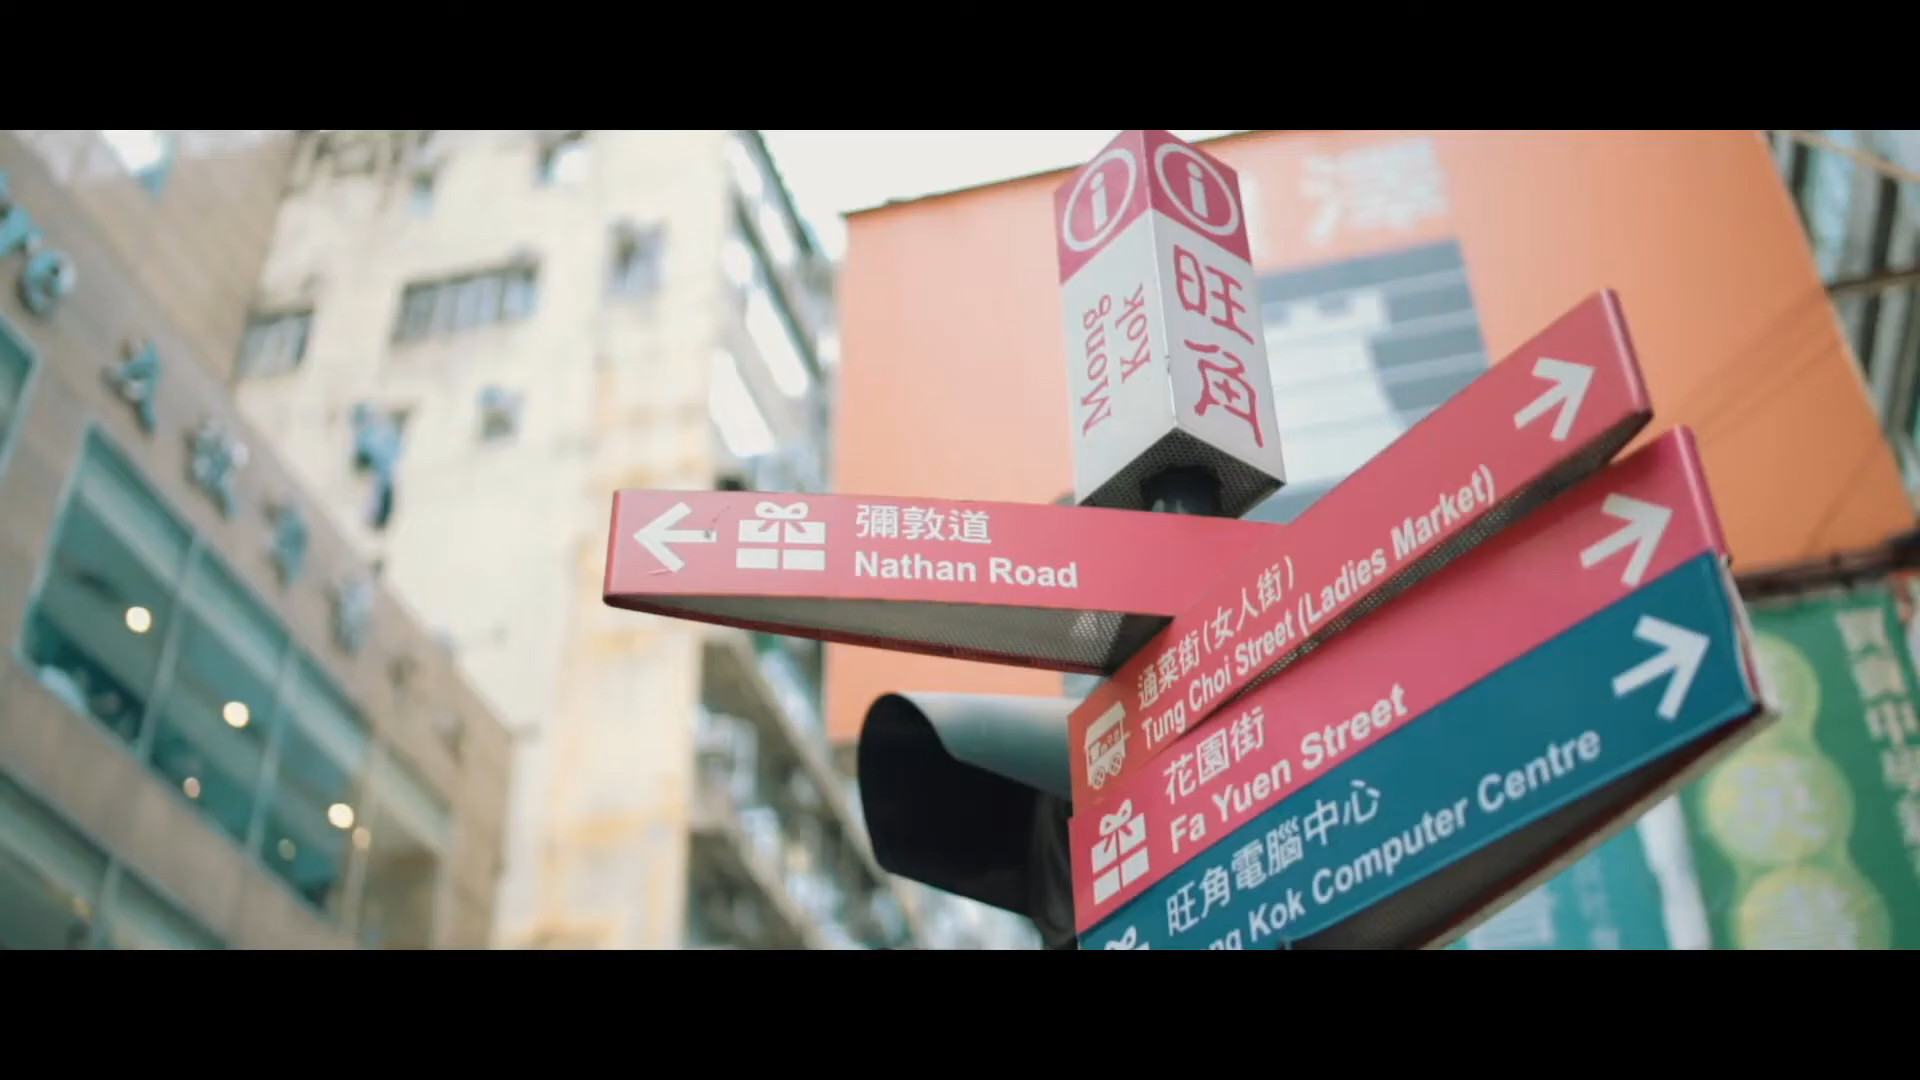 旺角
Mong
Kok
彌敦道
Nathan Road
通菜街(女人街)
Tung Choi Street (Ladies Market)
花園街
Fa Yuen Street
旺角電腦中心
Kok Computer Centre
澤